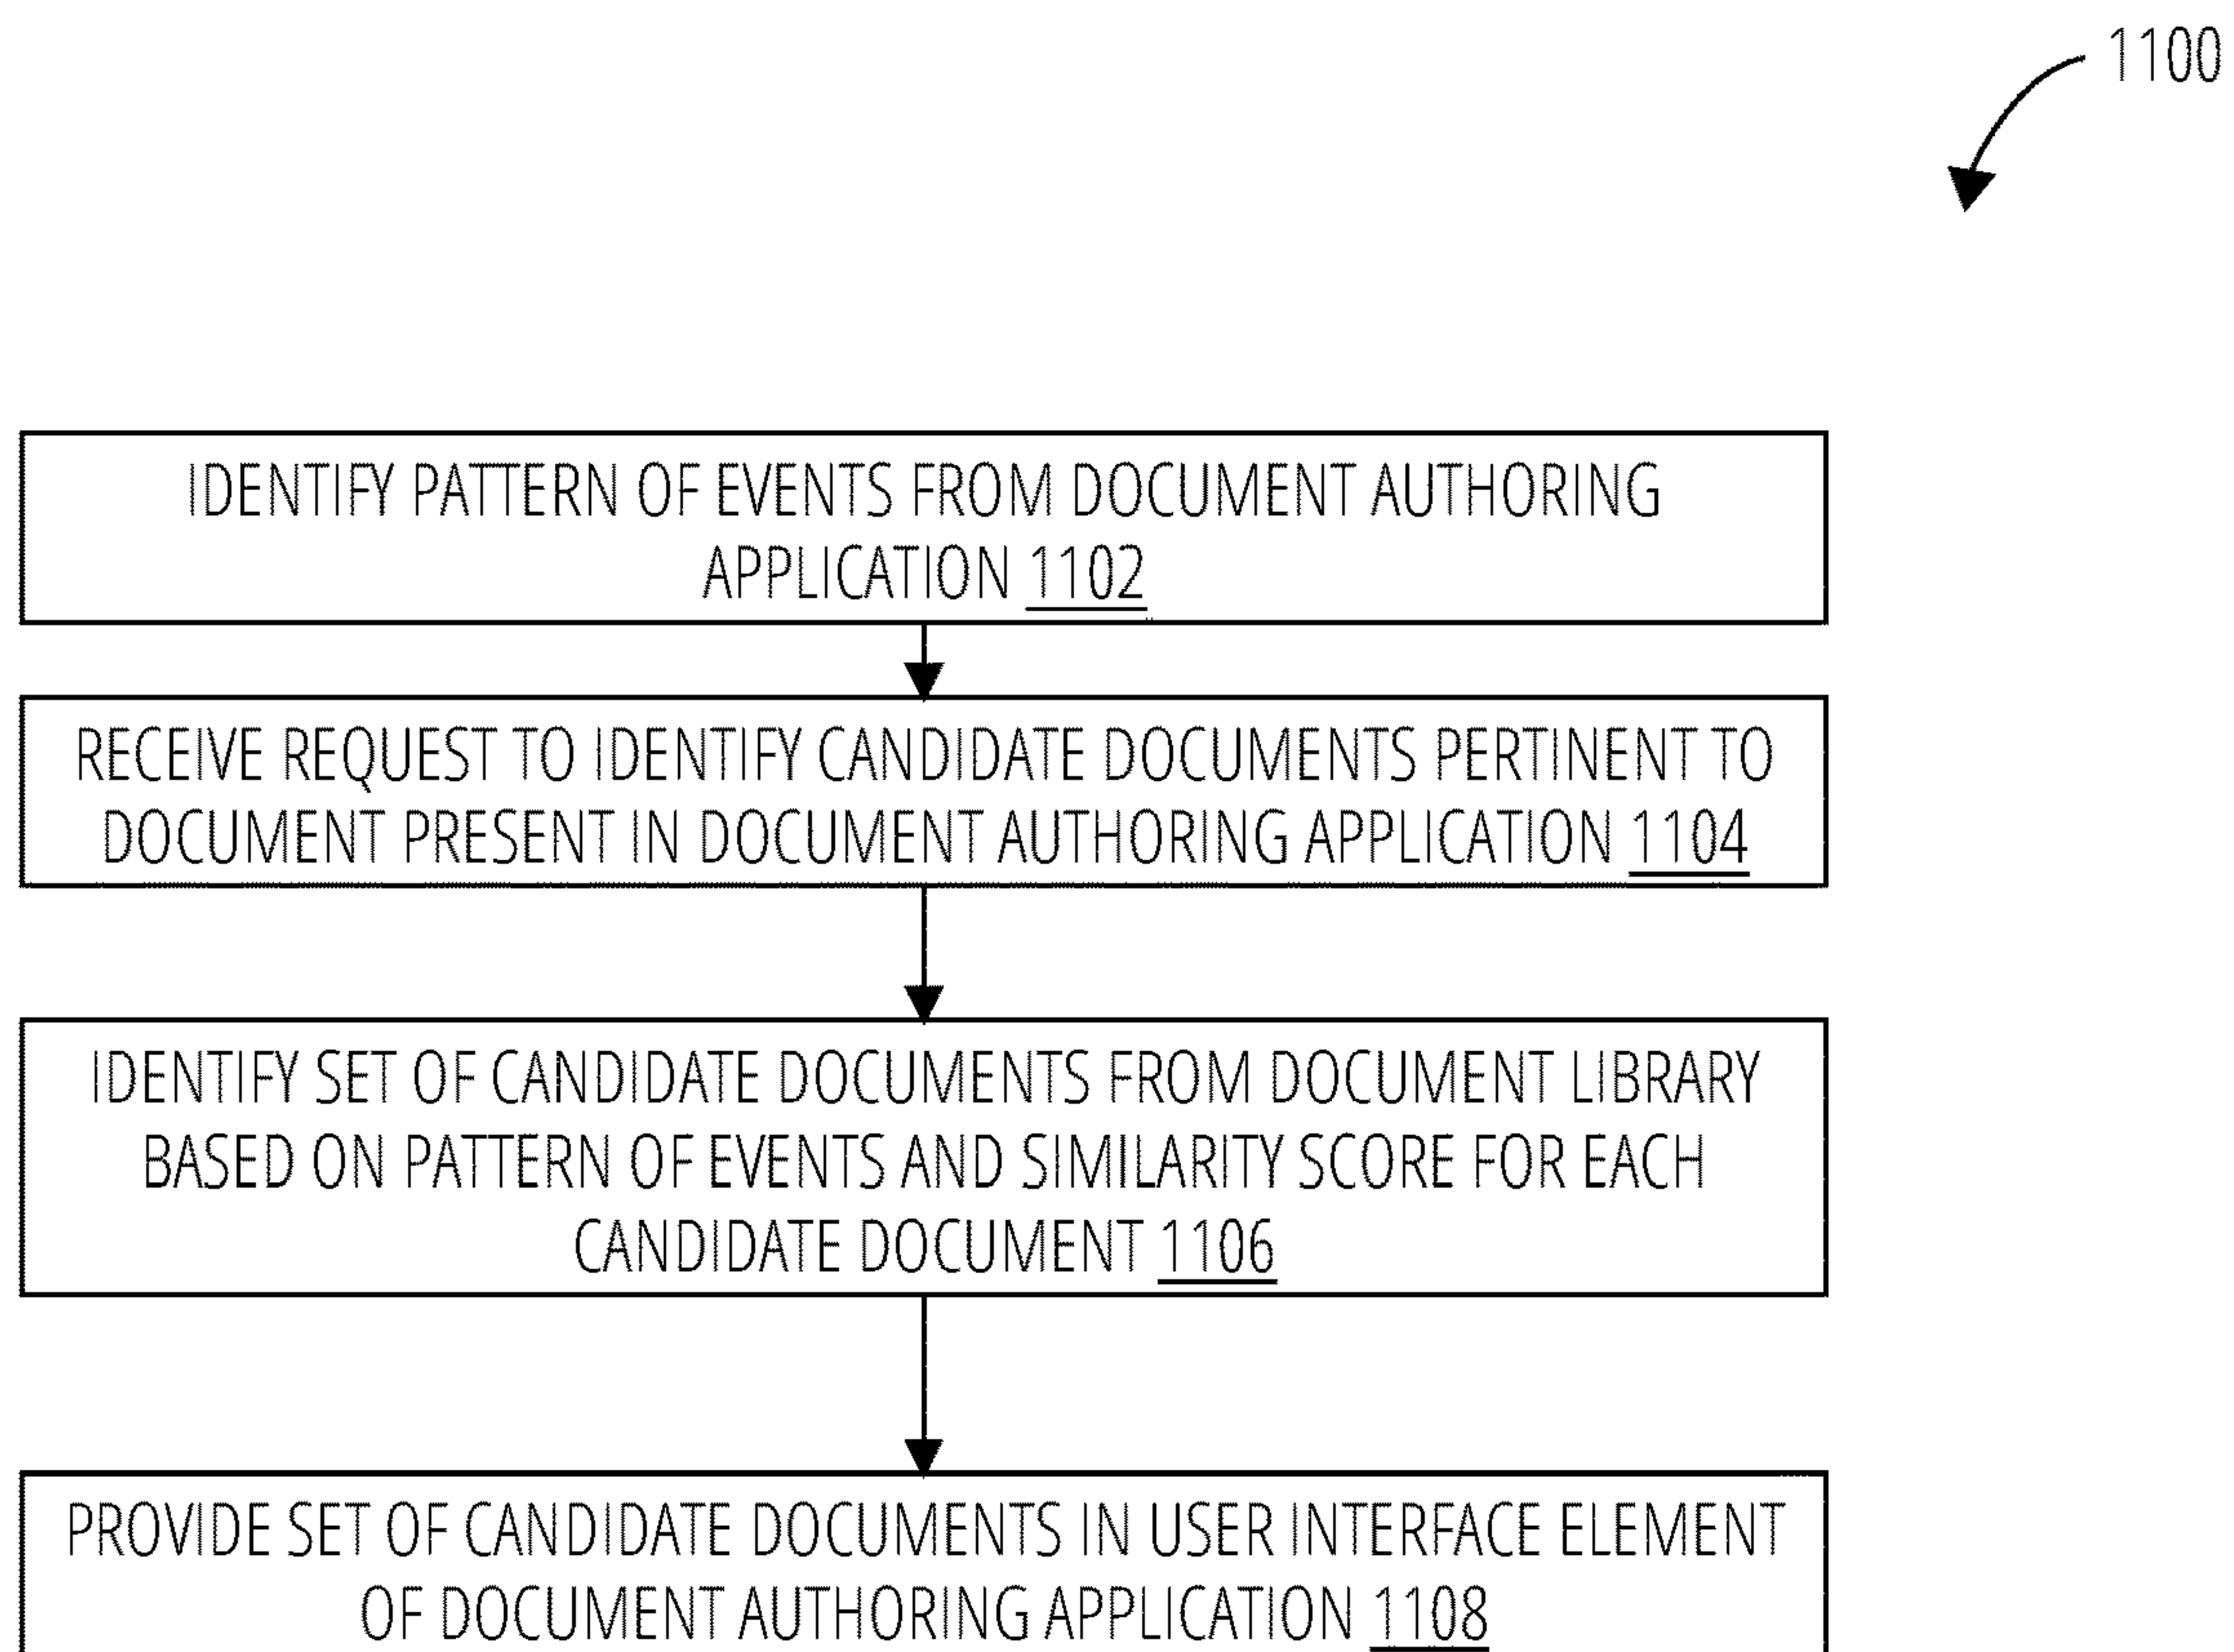 1100
IDENTIFY PATTERN OF EVENTS FROM DOCUMENT AUTHORING
APPLICATION 1102
RECEIVE REQUEST TO IDENTIFY CANDIDATE DOCUMENTS PERTINENT TO
DOCUMENT PRESENT IN DOCUMENT AUTHORING APPLICATION 1104
IDENTIFY SET OF CANDIDATE DOCUMENTS FROM DOCUMENT LIBRARY
BASED ON PATTERN OF EVENTS AND SIMILARITY SCORE FOR EACH
CANDIDATE DOCUMENT 1106
PROVIDE SET OF CANDIDATE DOCUMENTS IN USER INTERFACE ELEMENT
OF DOCUMENT AUTHORING APPLICATION 1108